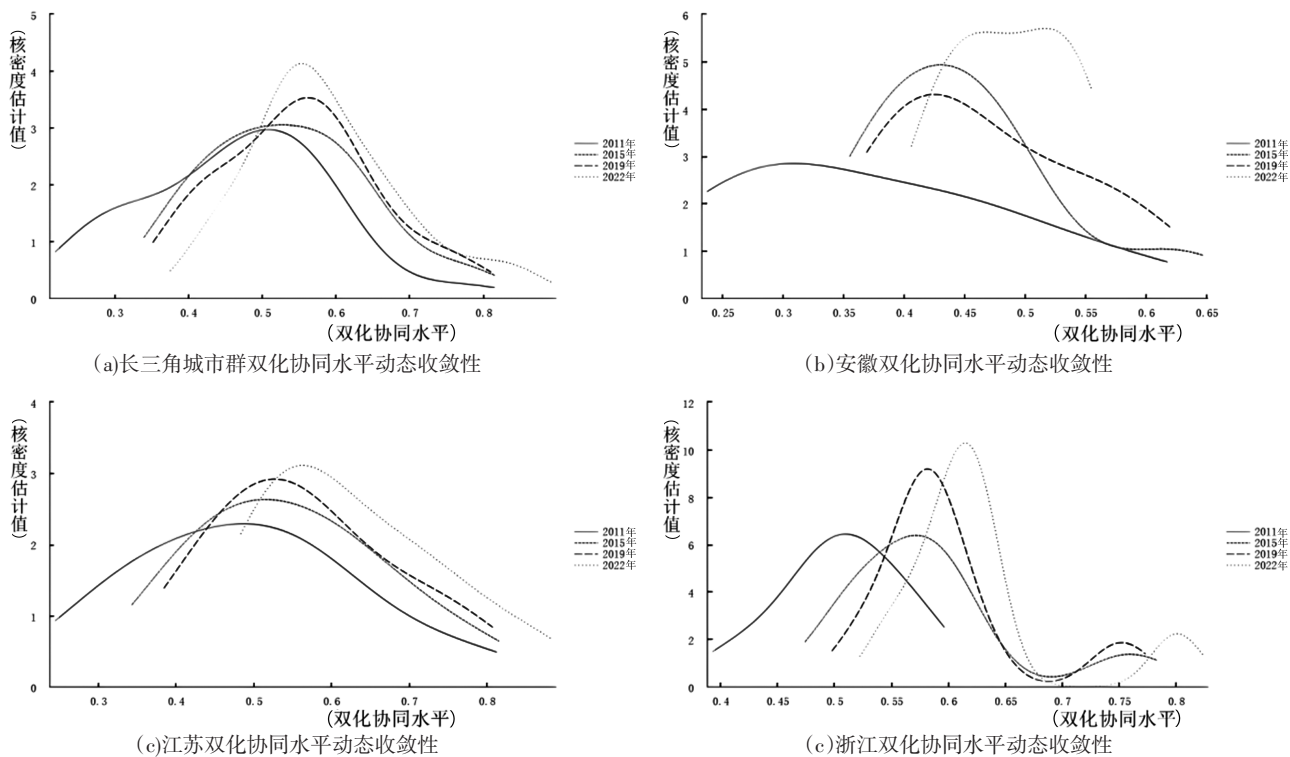 5
4
3
2
1
0
（核密度估计值）
0.3 0.4 0.5 0.6 0.7 0.8
（双化协同水平）
2011年
2015年
2019年
2022年
（a)长三角城市群双化协同水平动态收敛性
6
5
4
3
2
1
0
（核密度估计值）
0.25 0.3 0.35 0.4 0.45 0.5 0.55 0.6 0.65
（双化协同水平）
2011年
2015年
2019年
2022年
（b）安徽双化协同水平动态收敛性
4
3
2
1
0
（核密度估计值）
0.3 0.4 0.5 0.6 0.7 0.8
（双化协同水平）
2011年
2015年
2019年
2022年
（c)江苏双化协同水平动态收敛性
12
10
8
6
4
2
0
（核密度估计值）
0.4 0.45 0.5 0.55 0.6 0.65 0.7 0.75 0.8
（双化协同水平）
2011年
2015年
2019年
2022年
（c）浙江双化协同水平动态收敛性